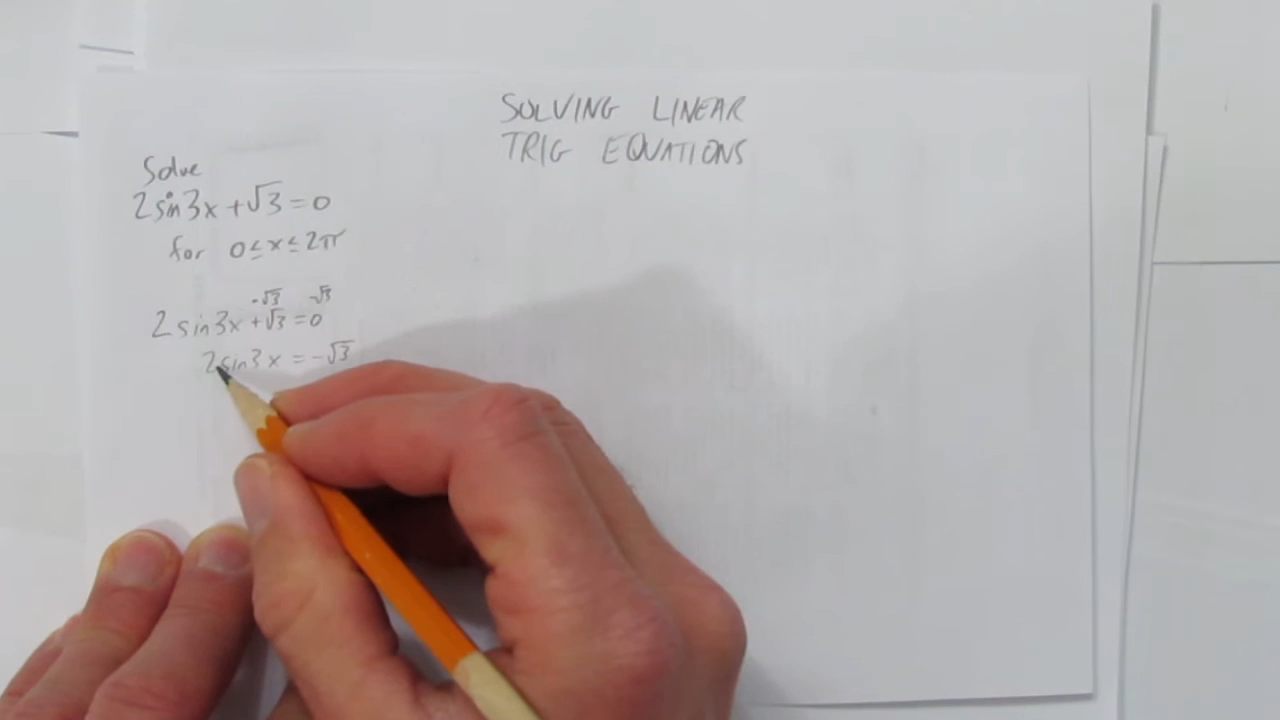 SOLVING LINEAR
TRIG EQUATIONS
Solve
2sin3x + √3 = 0
for 0 ≤ x ≤ 2π
-√3 -√3
2sin3x + √3 = 0
2sin3x = -√3